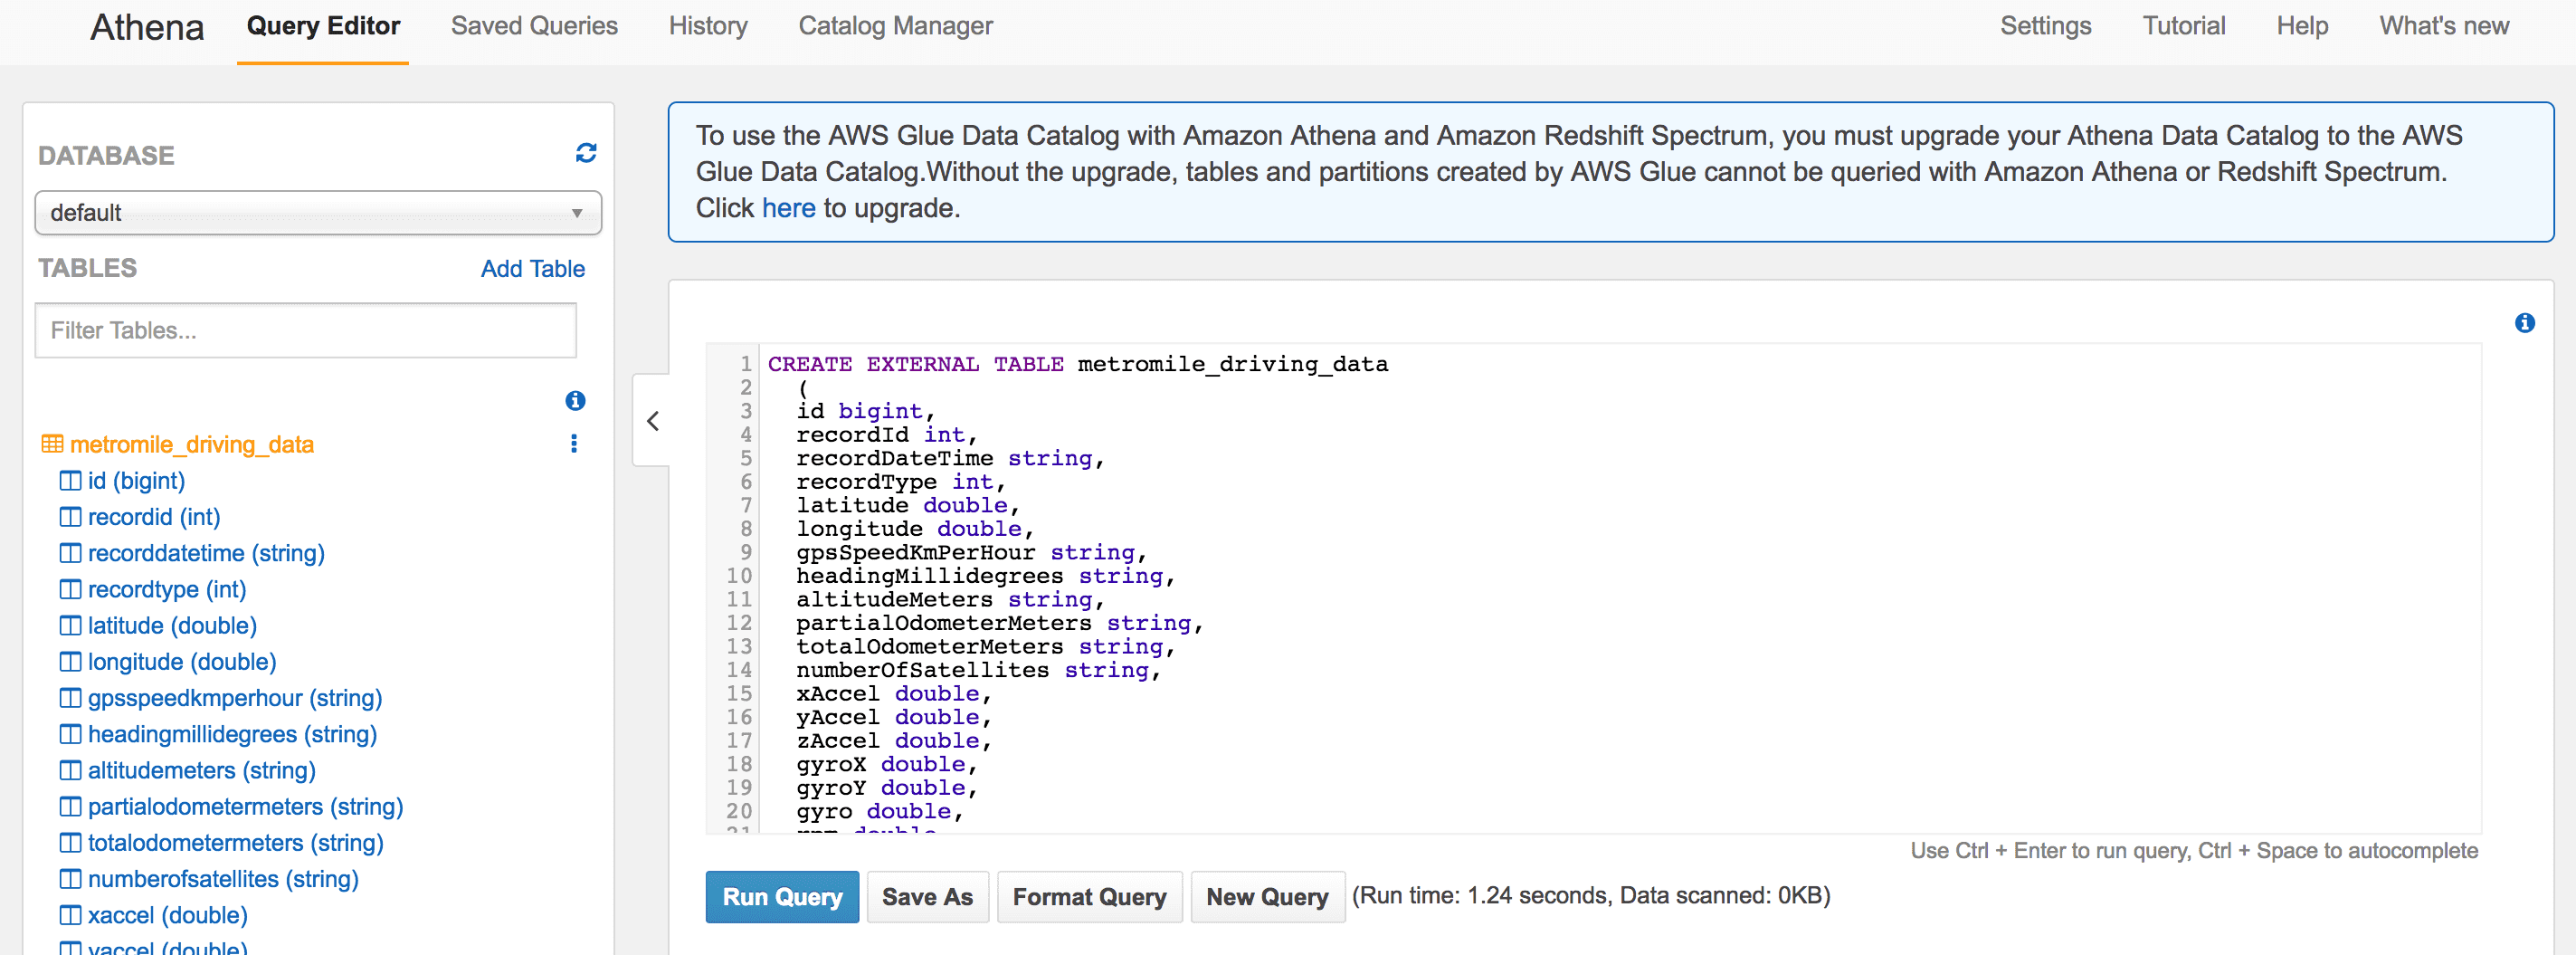 Athena Query Editor Saved Queries History Catalog Manager Settings Tutorial Help What's new
DATABASE
default
TABLES Add Table
Filter Tables...
metromile_driving_data
id (bigint)
recordid (int)
recorddatetime (string)
recordtype (int)
latitude (double)
longitude (double)
gpsspeedkmperhour (string)
headingmillidegrees (string)
altitudemeters (string)
partialodometermeters (string)
totalodometermeters (string)
numberofsatellites (string)
xaccel (double)
yaccel (double)
To use the AWS Glue Data Catalog with Amazon Athena and Amazon Redshift Spectrum, you must upgrade your Athena Data Catalog to the AWS
Glue Data Catalog.Without the upgrade, tables and partitions created by AWS Glue cannot be queried with Amazon Athena or Redshift Spectrum.
Click here to upgrade.
1 CREATE EXTERNAL TABLE metromile_driving_data
2 (
3 id bigint,
4 recordId int,
5 recordDateTime string,
6 recordType int,
7 latitude double,
8 longitude double,
9 gpsSpeedKmPerHour string,
10 headingMillidegrees string,
11 altitudeMeters string,
12 partialOdometerMeters string,
13 totalOdometerMeters string,
14 numberOfSatellites string,
15 xAccel double,
16 yAccel double,
17 zAccel double,
18 gyroX double,
19 gyroY double,
20 gyro double,
21 rpm double
Use Ctrl + Enter to run query, Ctrl + Space to autocomplete
Run Query Save As Format Query New Query (Run time: 1.24 seconds, Data scanned: 0KB)